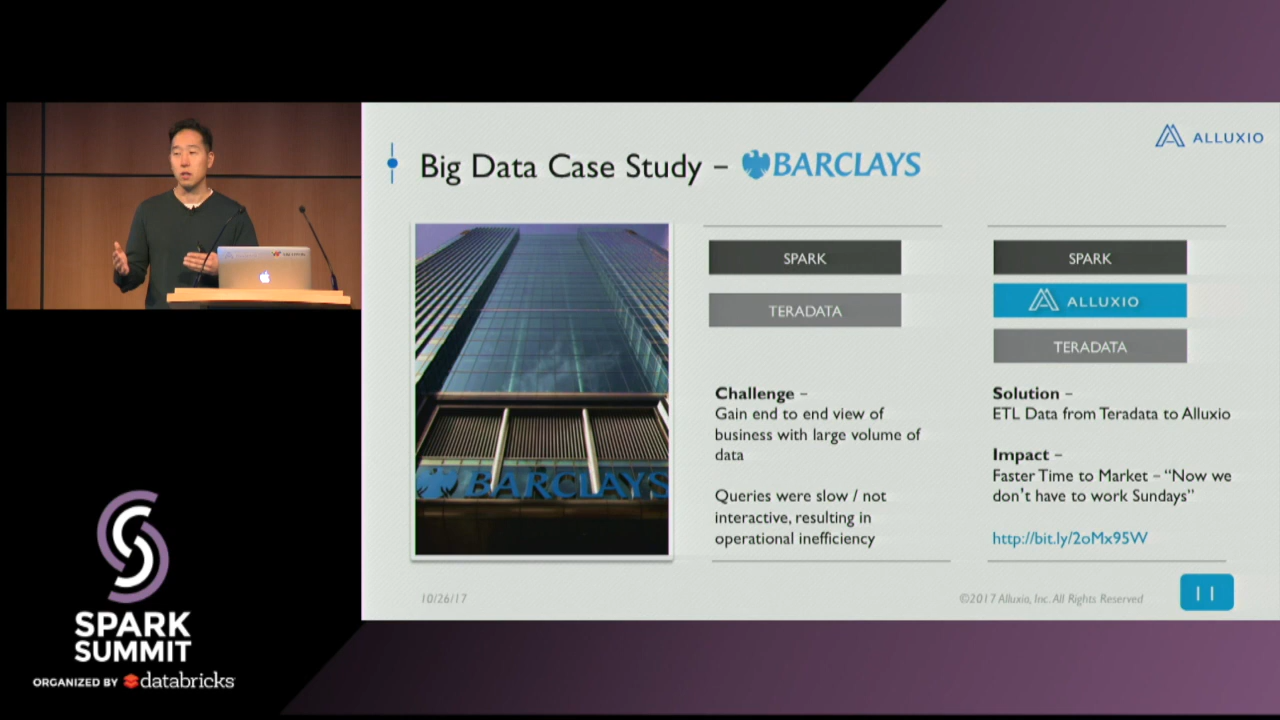 ALLUXIO
Big Data Case Study – BARCLAYS
BARCLAYS
SPARK
TERADATA
Challenge –
Gain end to end view of
business with large volume of
data
Queries were slow / not
interactive, resulting in
operational inefficiency
SPARK
ALLUXIO
TERADATA
Solution –
ETL Data from Teradata to Alluxio
Impact –
Faster Time to Market – “Now we
don’t have to work Sundays”
http://bit.ly/2oMx95W
10/26/17
©2017 Alluxio, Inc. All Rights Reserved
11
SPARK
SUMMIT
ORGANIZED BY databricks